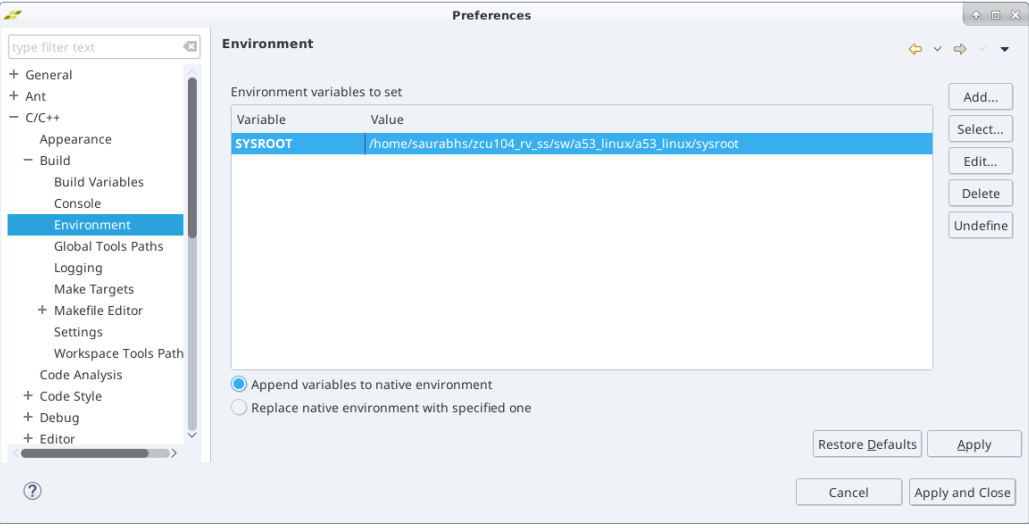 Preferences
type filter text
General
Ant
C/C++
Appearance
Build
Build Variables
Console
Environment
Global Tools Paths
Logging
Make Targets
Makefile Editor
Settings
Workspace Tools Path
Code Analysis
Code Style
Debug
Editor
Environment
Environment variables to set
Variable Value
SYSROOT /home/saurabhs/zcu104_rv_ss/sw/a53_linux/a53_linux/sysroot
Add...
Select...
Edit...
Delete
Undefine
Append variables to native environment
Replace native environment with specified one
Restore Defaults Apply
? Cancel Apply and Close